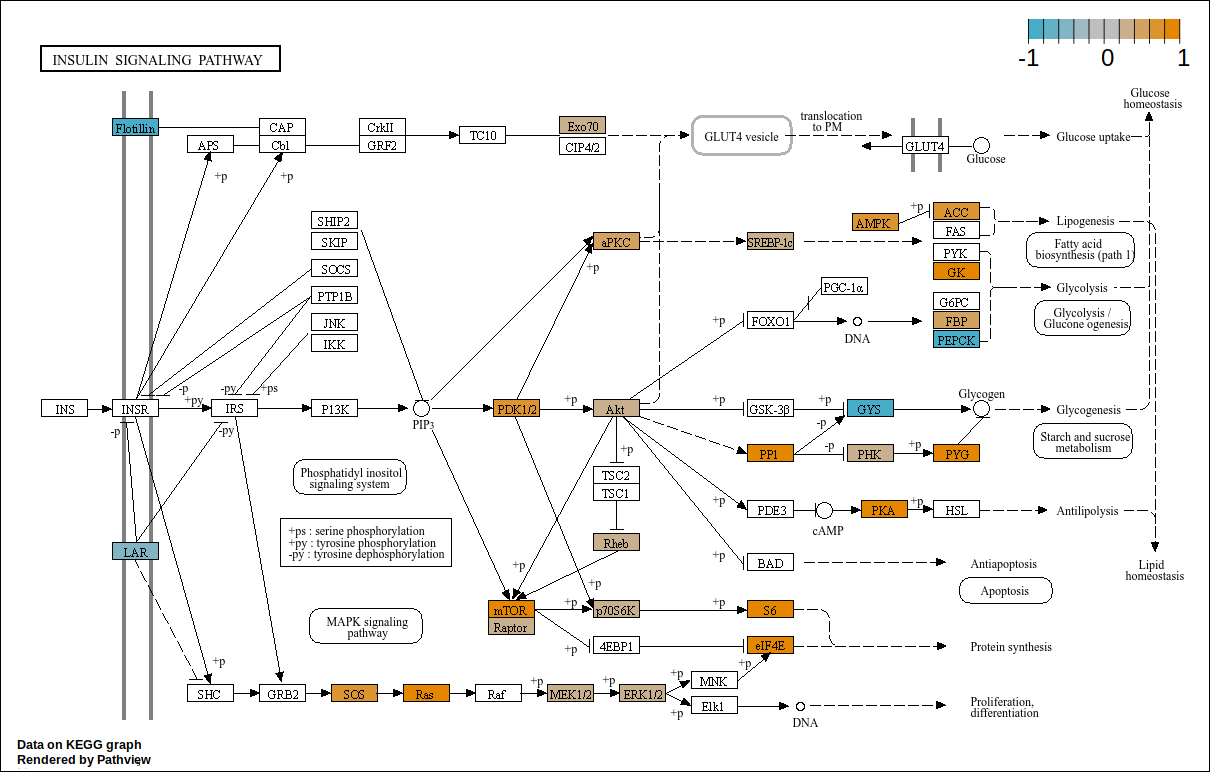 INSULIN SIGNALING PATHWAY
-1 0 1
Glucose
homeostasis
Flotillin
CAP
Cbl
APS
CrkII
GRF2
TC10
Exo70
CIP4/2
GLUT4 vesicle
translocation
to PM
GLUT4
Glucose
Glucose uptake
+p
+p
SHIP2
SKIP
SOCS
PTP1B
JNK
IKK
aPKC
+p
SREBP-1c
AMPK
+p
ACC
FAS
PYK
GK
G6PC
FBP
PEPCK
Lipogenesis
Fatty acid
biosynthesis (path 1)
Glycolysis
Glycolysis /
Glucone ogenesis
PGC-1α
+p
FOXO1
DNA
INS
INSR
-p
+py
-py
+ps
IRS
P13K
PIP3
PDK1/2
+p
Akt
+p
GSK-3β
+p
GYS
Glycogen
Glycogenesis
Starch and sucrose
metabolism
-p
-py
-p
PP1
-p
PHK
+p
PYG
+p
TSC2
TSC1
Phosphatidyl inositol
signaling system
+ps : serine phosphorylation
+py : tyrosine phosphorylation
-py : tyrosine dephosphorylation
+p
PDE3
cAMP
PKA
+p
HSL
Antilipolysis
LAR
Rheb
+p
+p
BAD
Antiapoptosis
Apoptosis
Lipid
homeostasis
+p
mTOR
Raptor
+p
+p
p70S6K
4EBP1
+p
S6
eIF4E
Protein synthesis
MAPK signaling
pathway
+p
SHC
GRB2
SOS
Ras
Raf
+p
MEK1/2
+p
ERK1/2
+p
+p
MNK
+p
Elk1
DNA
Proliferation,
differentiation
Data on KEGG graph
Rendered by Pathview